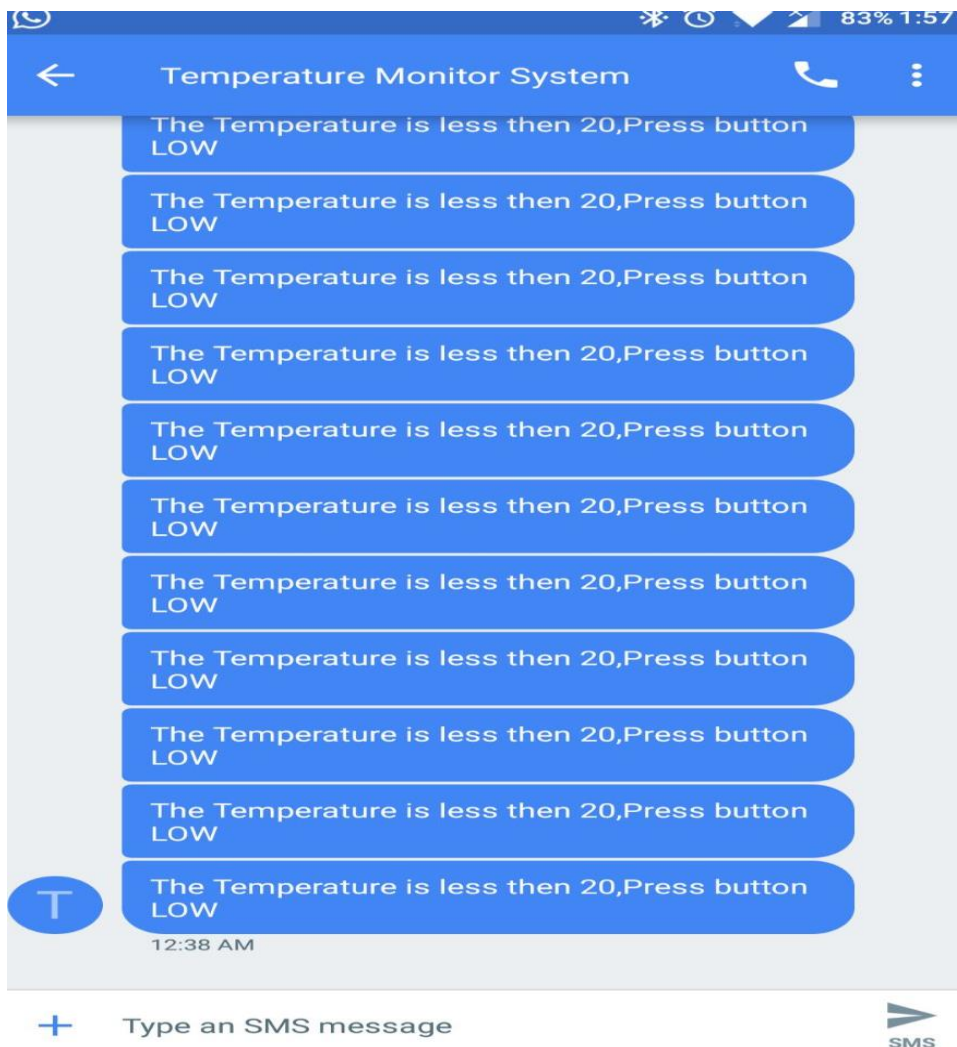 83% 1:57
Temperature Monitor System
The Temperature is less then 20,Press button
LOW
The Temperature is less then 20,Press button
LOW
The Temperature is less then 20,Press button
LOW
The Temperature is less then 20,Press button
LOW
The Temperature is less then 20,Press button
LOW
The Temperature is less then 20,Press button
LOW
The Temperature is less then 20,Press button
LOW
The Temperature is less then 20,Press button
LOW
The Temperature is less then 20,Press button
LOW
The Temperature is less then 20,Press button
LOW
The Temperature is less then 20,Press button
LOW
T
12:38 AM
Type an SMS message
SMS